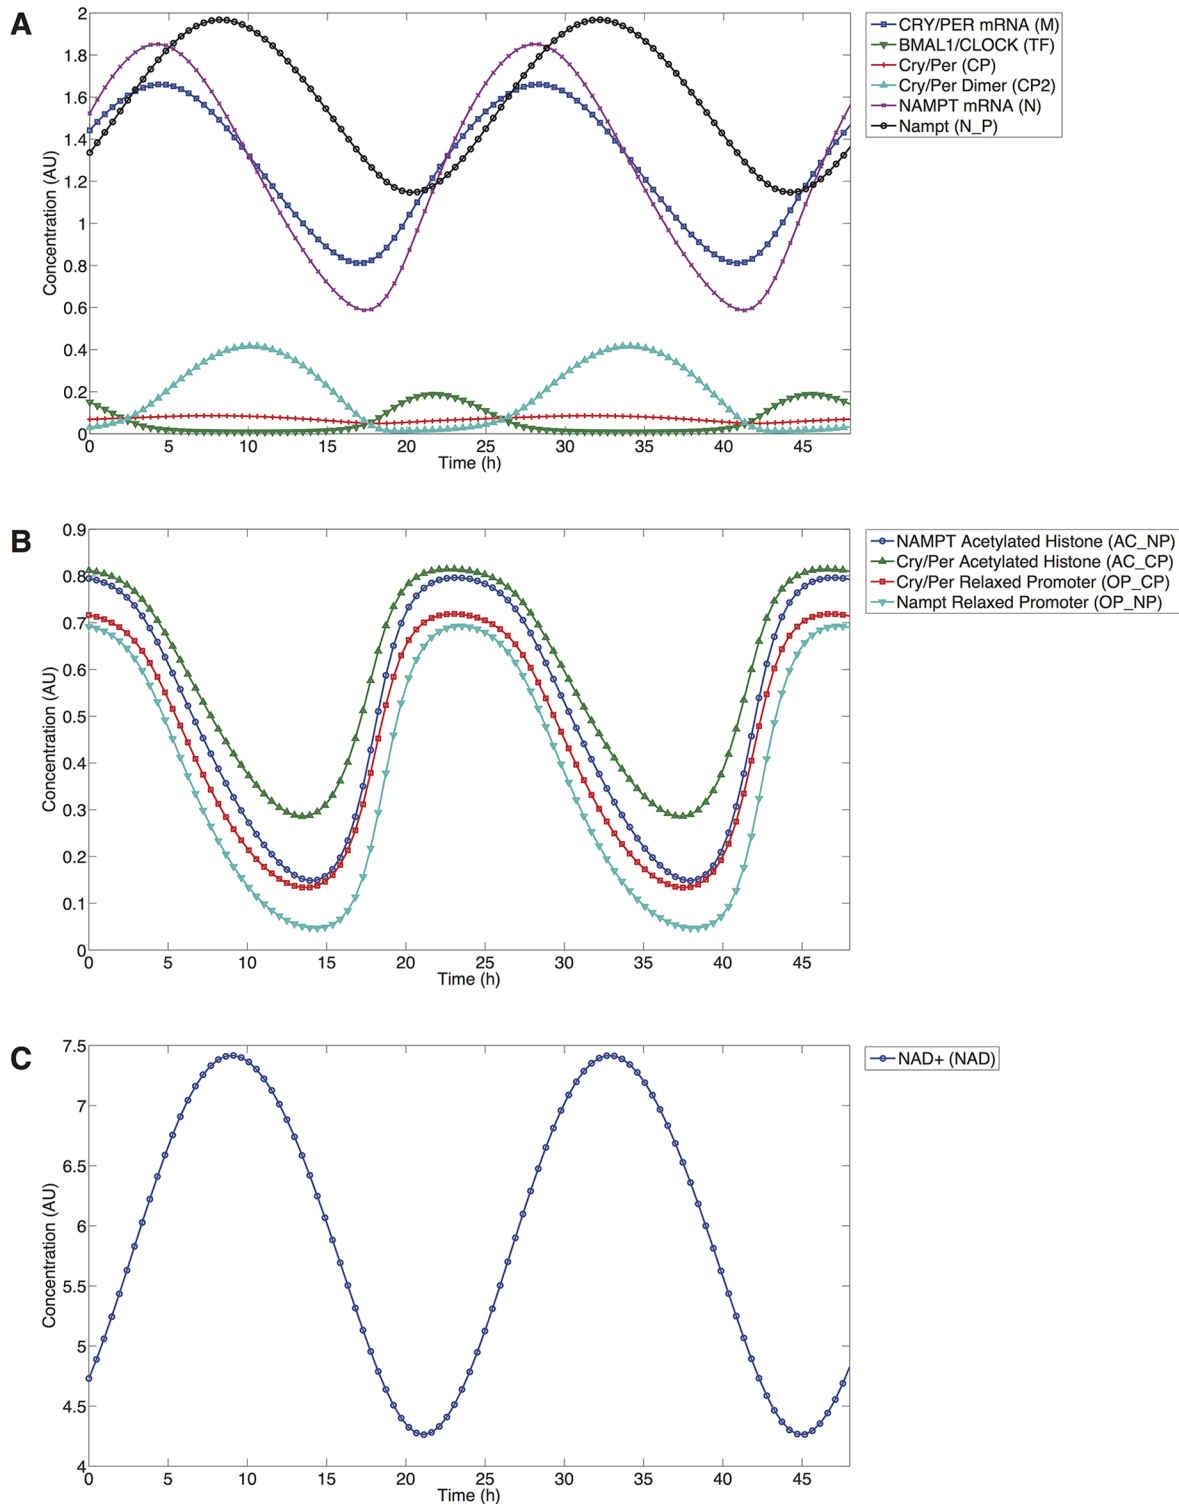 A
CRY/PER mRNA (M)
BMAL1/CLOCK (TF)
Cry/Per (CP)
Cry/Per Dimer (CP2)
NAMPT mRNA (N)
Nampt (N_P)
Concentration (AU)
2
1.8
1.6
1.4
1.2
1
0.8
0.6
0.4
0.2
0
0 5 10 15 20 25 30 35 40 45
Time (h)
B
NAMPT Acetylated Histone (AC_NP)
Cry/Per Acetylated Histone (AC_CP)
Cry/Per Relaxed Promoter (OP_CP)
Nampt Relaxed Promoter (OP_NP)
Concentration (AU)
0.9
0.8
0.7
0.6
0.5
0.4
0.3
0.2
0.1
0
0 5 10 15 20 25 30 35 40 45
Time (h)
C
NAD+ (NAD)
Concentration (AU)
7.5
7
6.5
6
5.5
5
4.5
4
0 5 10 15 20 25 30 35 40 45
Time (h)